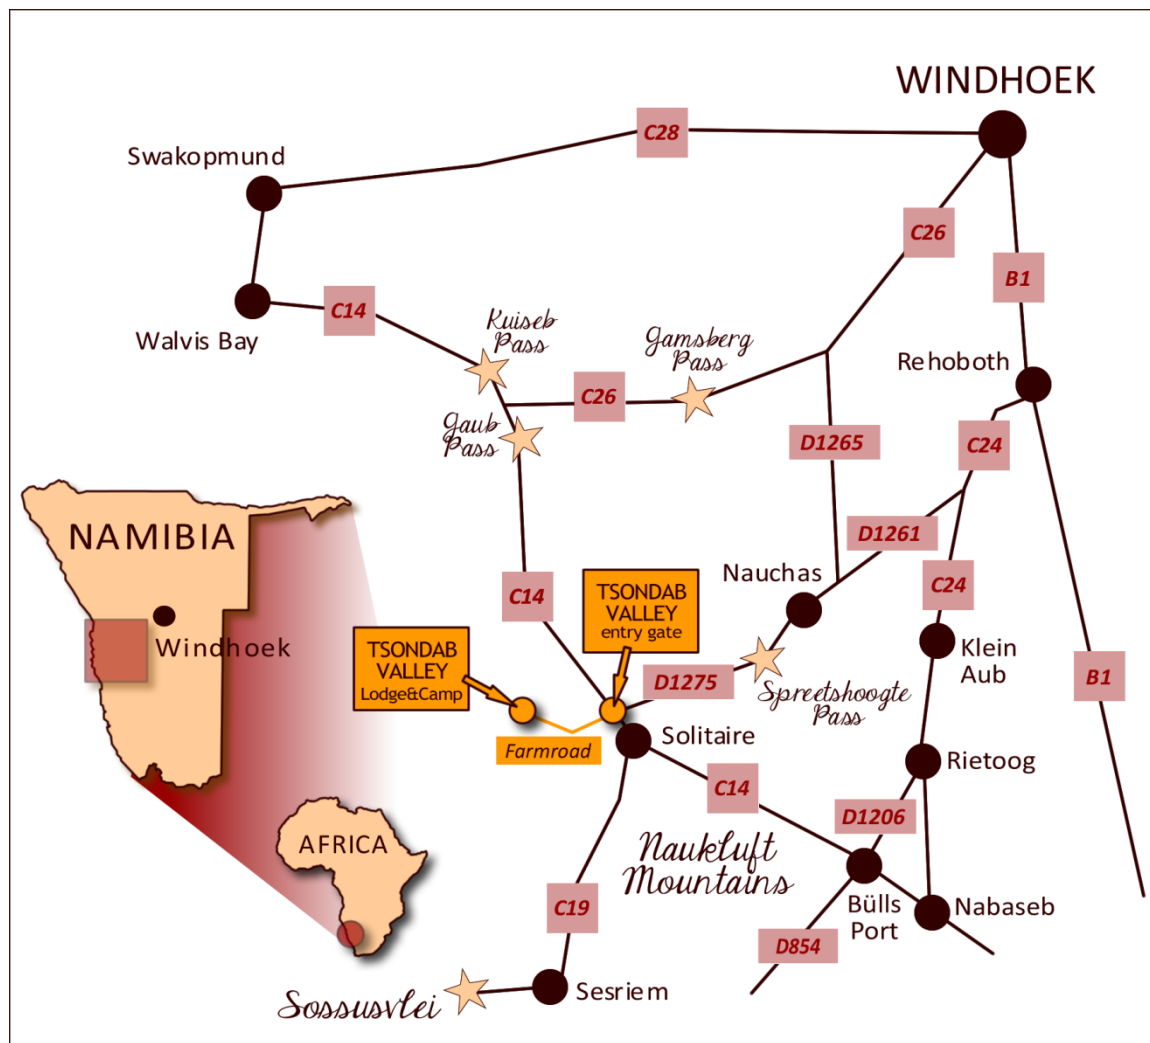 WINDHOEK
C28
Swakopmund
C26
B1
C14
Walvis Bay
Kuiseb
Pass
Gamsberg
Pass
Rehoboth
C26
Gaub
Pass
D1265
C24
NAMIBIA
D1261
Nauchas
C14
TSONDAB
VALLEY
entry gate
C24
Windhoek
TSONDAB
VALLEY
Lodge&Camp
Klein
Aub
D1275
Spreetshoogte
Pass
B1
Farmroad
Solitaire
Rietoog
C14
D1206
AFRICA
Naukluft
Mountains
C19
Bülls
Port
Nabaseb
D854
Sossusvlei
Sesriem